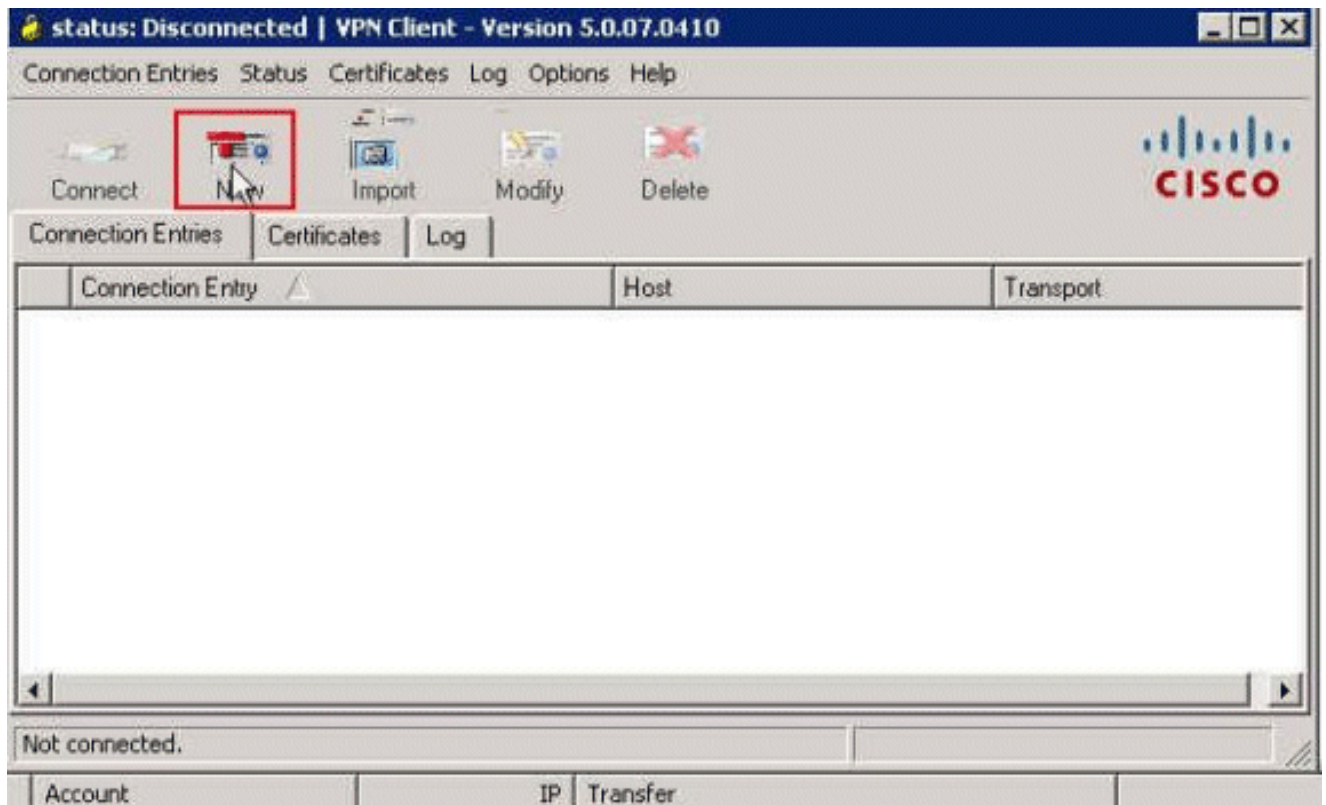 status: Disconnected | VPN Client - Version 5.0.07.0410
Connection Entries Status Certificates Log Options Help
Connect New Import Modify Delete
CISCO
Connection Entries Certificates Log
Connection Entry Host Transport
Not connected.
Account IP Transfer